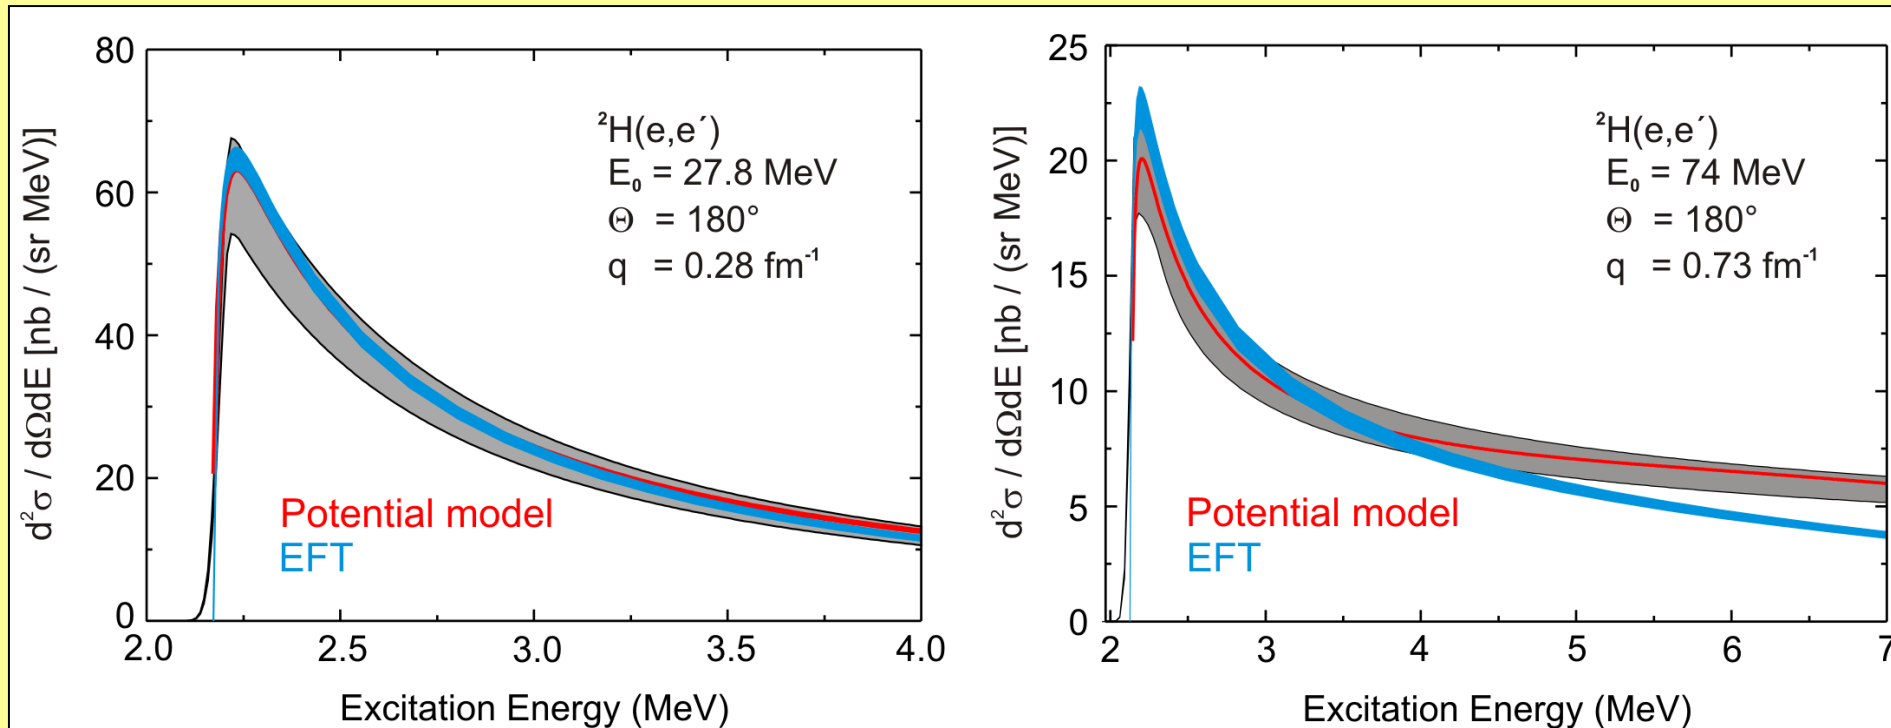 80
60
40
20
0
2.0 2.5 3.0 3.5 4.0
d²σ / dΩdE [nb / (sr MeV)]
Excitation Energy (MeV)
²H(e,e´)
E₀ = 27.8 MeV
Θ = 180°
q = 0.28 fm⁻¹
Potential model
EFT
25
20
15
10
5
0
2 3 4 5 6 7
d²σ / dΩdE [nb / (sr MeV)]
Excitation Energy (MeV)
²H(e,e´)
E₀ = 74 MeV
Θ = 180°
q = 0.73 fm⁻¹
Potential model
EFT